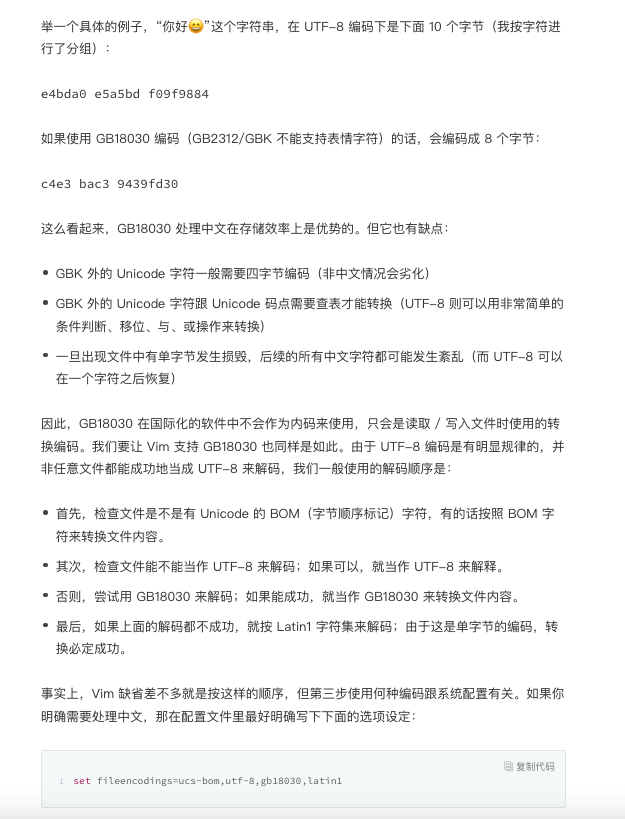 举一个具体的例子，“你好😄”这个字符串，在 UTF-8 编码下是下面 10 个字节（我按字符进
行了分组）：
e4bda0 e5a5bd f09f9884
如果使用 GB18030 编码（GB2312/GBK 不能支持表情字符）的话，会编码成 8 个字节：
c4e3 bac3 9439fd30
这么看起来，GB18030 处理中文在存储效率上是有优势的。但它也有缺点：
• GBK 外的 Unicode 字符一般需要四字节编码（非中文情况会劣化）
• GBK 外的 Unicode 字符跟 Unicode 码点需要查表才能转换（UTF-8 则可以用非常简单的
条件判断、移位、与、或操作来转换）
• 一旦出现文件中有单字节发生损毁，后续的所有中文字符都可能发生紊乱（而 UTF-8 可以
在一个字符之后恢复）
因此，GB18030 在国际化的软件中不会作为内码来使用，只会是读取 / 写入文件时使用的转
换编码。我们要让 Vim 支持 GB18030 也同样是如此。由于 UTF-8 编码是有明显规律的，并
非任意文件都能成功地当成 UTF-8 来解码，我们一般使用的解码顺序是：
• 首先，检查文件是不是有 Unicode 的 BOM（字节顺序标记）字符，有的话按照 BOM 字
符来转换文件内容。
• 其次，检查文件能不能当作 UTF-8 来解码；如果可以，就当作 UTF-8 来解释。
• 否则，尝试用 GB18030 来解码；如果能成功，就当作 GB18030 来转换文件内容。
• 最后，如果上面的解码都不成功，就按 Latin1 字符集来解码；由于这是单字节的编码，转
换必定成功。
事实上，Vim 缺省差不多就是按这样的顺序，但第三步使用何种编码跟系统配置有关。如果你
明确需要处理中文，那在配置文件里最好明确写下下面的选项设定：
复制代码
1 set fileencodings=ucs-bom,utf-8,gb18030,latin1